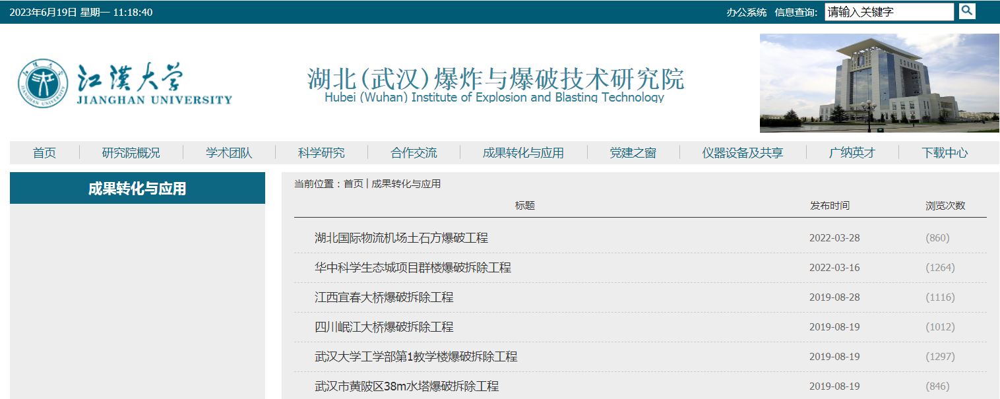 2023年6月19日 星期一 11:18:40
办公系统 信息查询: 请输入关键字
江漢大学
JIANGHAN UNIVERSITY
湖北(武汉)爆炸与爆破技术研究院
Hubei (Wuhan) Institute of Explosion and Blasting Technology
首页 研究院概况 学术团队 科学研究 合作交流 成果转化与应用 党建之窗 仪器设备及共享 广纳英才 下载中心
成果转化与应用
当前位置：首页 | 成果转化与应用
标题 发布时间 浏览次数
湖北国际物流机场土石方爆破工程 2022-03-28 (860)
华中科学生态城项目群楼爆破拆除工程 2022-03-16 (1264)
江西宜春大桥爆破拆除工程 2019-08-28 (1116)
四川岷江大桥爆破拆除工程 2019-08-19 (1012)
武汉大学工学部第1教学楼爆破拆除工程 2019-08-19 (1297)
武汉市黄陂区38m水塔爆破拆除工程 2019-08-19 (846)